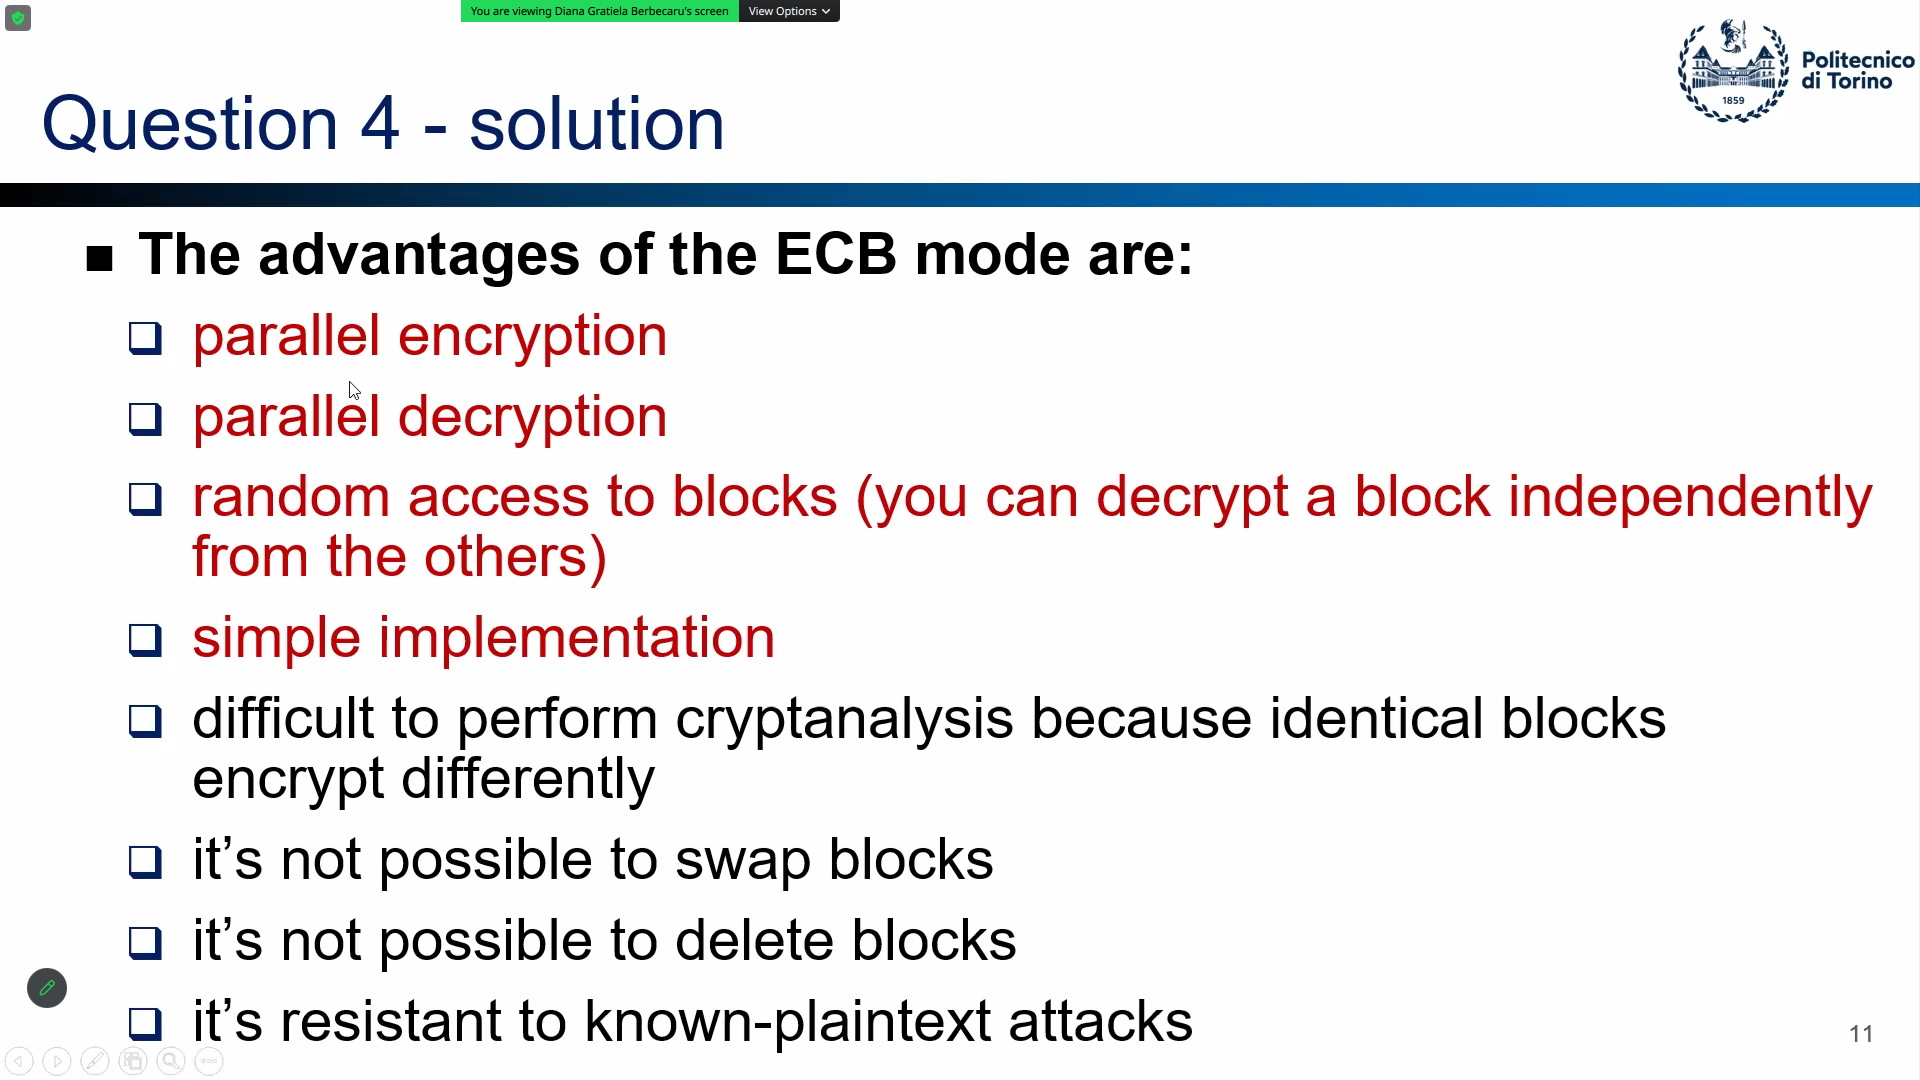 You are viewing Diana Gratiela Berbecaru's screen
View Options
Politecnico
di Torino
1859
Question 4 - solution
The advantages of the ECB mode are:
parallel encryption
parallel decryption
random access to blocks (you can decrypt a block independently
from the others)
simple implementation
difficult to perform cryptanalysis because identical blocks
encrypt differently
it’s not possible to swap blocks
it’s not possible to delete blocks
it’s resistant to known-plaintext attacks
11